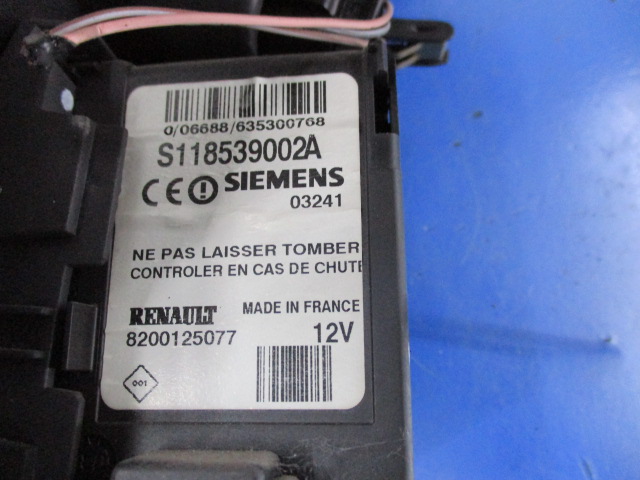 0/06688/635300768
S118539002A
CE SIEMENS
03241
NE PAS LAISSER TOMBER
CONTROLER EN CAS DE CHUTE
RENAULT MADE IN FRANCE
8200125077 12V
001